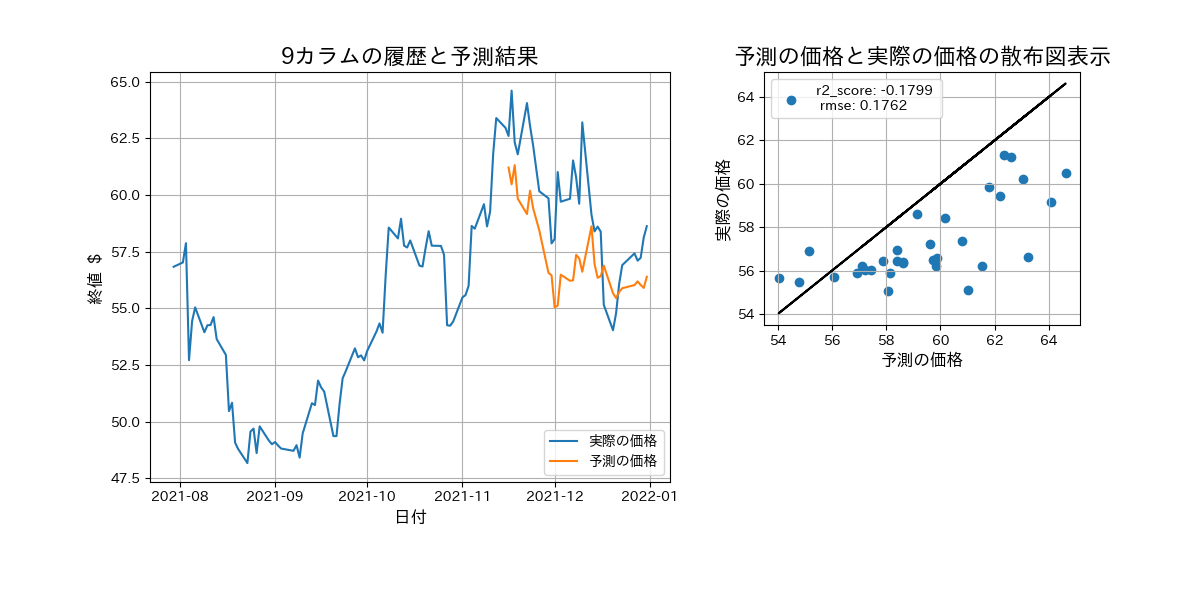 9カラムの履歴と予測結果
65.0
62.5
60.0
57.5
55.0
52.5
50.0
47.5
終値 $
2021-08 2021-09 2021-10 2021-11 2021-12 2022-01
日付
実際の価格
予測の価格
予測の価格と実際の価格の散布図表示
r2_score: -0.1799
rmse: 0.1762
64
62
60
58
56
54
実際の価格
54 56 58 60 62 64
予測の価格